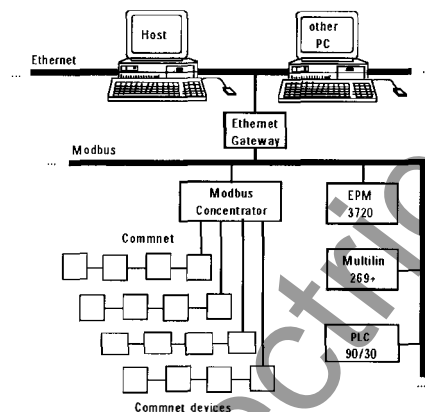 Host
other
PC
Ethernet
...
...
Ethernet
Gateway
Modbus
...
Modbus
Concentrator
EPM
3720
Commnet
Multilin
269+
PLC
90/30
...
Commnet devices